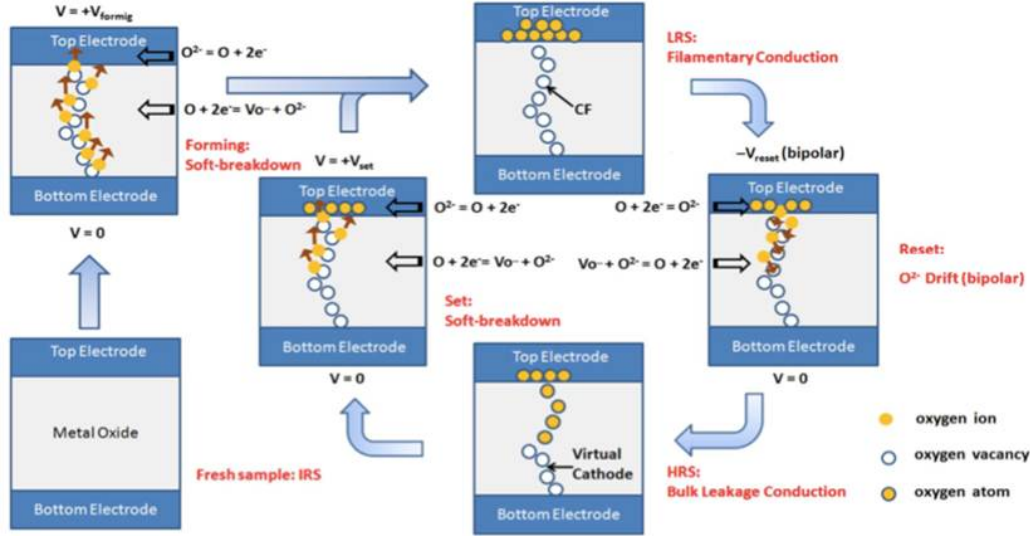 V = +Vformig
Top Electrode
O²⁻ = O + 2e⁻
O + 2e⁻= Vo⁻⁻ + O²⁻
Forming:
Soft-breakdown
Bottom Electrode
V = 0
Top Electrode
Metal Oxide
Bottom Electrode
Fresh sample: IRS
Top Electrode
CF
Bottom Electrode
LRS:
Filamentary Conduction
V = +Vset
Top Electrode
O²⁻ = O + 2e⁻
O + 2e⁻= Vo⁻⁻ + O²⁻
Set:
Soft-breakdown
Bottom Electrode
V = 0
−Vreset (bipolar)
Top Electrode
O + 2e⁻ = O²⁻
Vo⁻⁻ + O²⁻ = O + 2e⁻
Reset:
O²⁻ Drift (bipolar)
Bottom Electrode
V = 0
Top Electrode
Virtual
Cathode
Bottom Electrode
HRS:
Bulk Leakage Conduction
oxygen ion
oxygen vacancy
oxygen atom